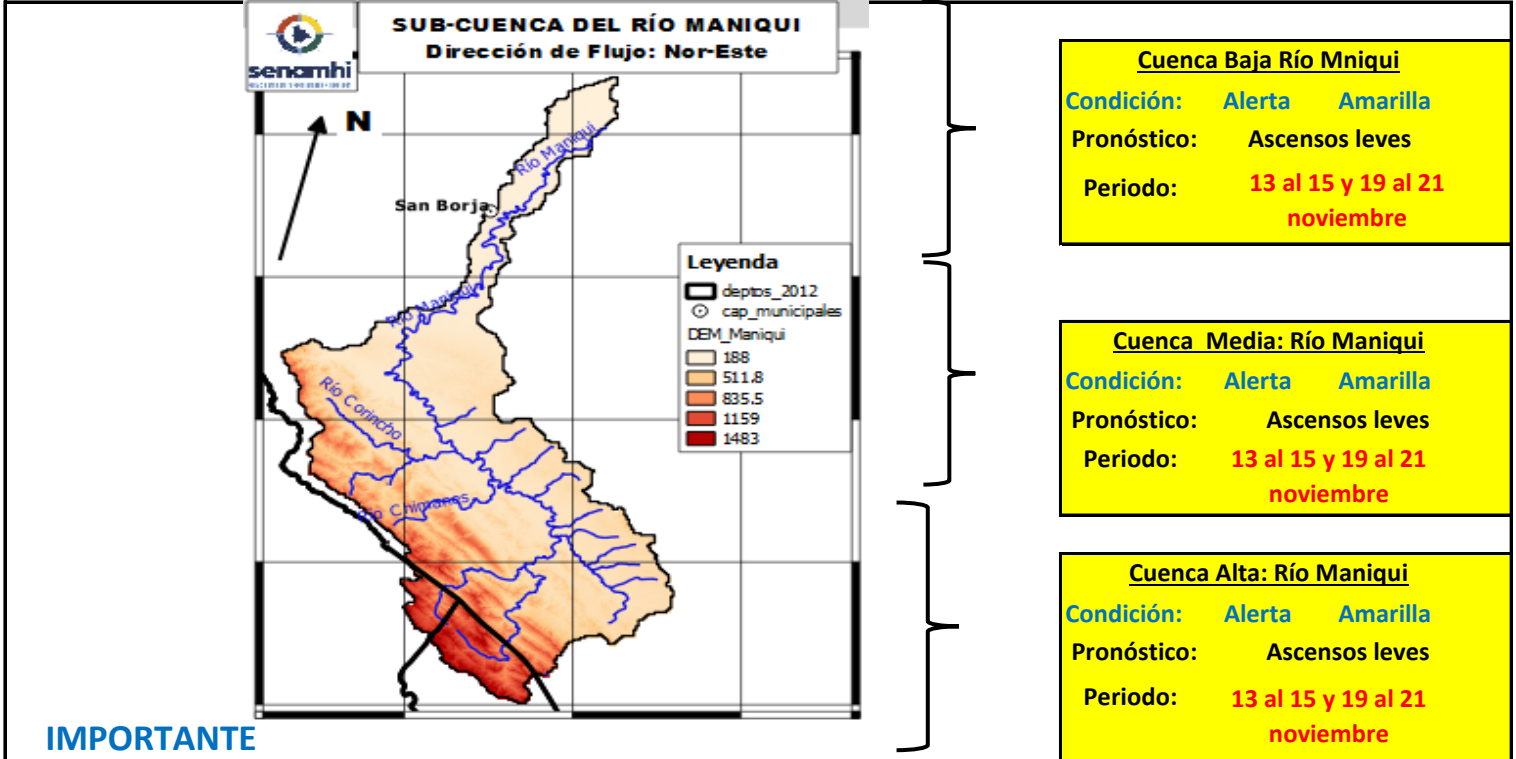 SUB-CUENCA DEL RÍO MANIQUI
Dirección de Flujo: Nor-Este
senamhi
N
Río Maniqui
San Borja
Río Maniqui
Río Corincho
Río Chimanes
Leyenda
deptos_2012
cap_municipales
DEM_Maniqui
188
511.8
835.5
1159
1483
Cuenca Baja Río Mniqui
Condición: Alerta Amarilla
Pronóstico: Ascensos leves
Periodo: 13 al 15 y 19 al 21
noviembre
Cuenca Media: Río Maniqui
Condición: Alerta Amarilla
Pronóstico: Ascensos leves
Periodo: 13 al 15 y 19 al 21
noviembre
Cuenca Alta: Río Maniqui
Condición: Alerta Amarilla
Pronóstico: Ascensos leves
Periodo: 13 al 15 y 19 al 21
noviembre
IMPORTANTE